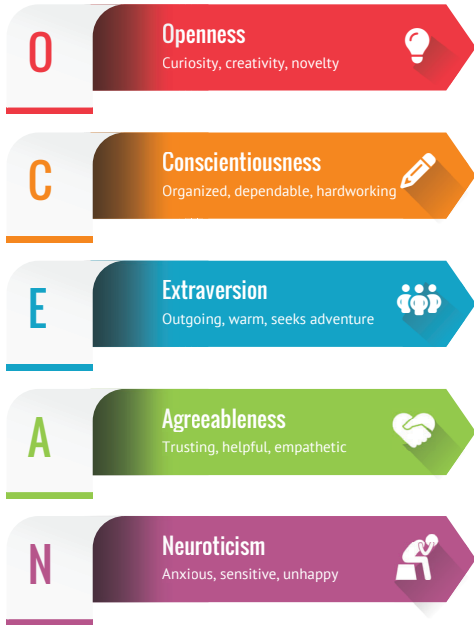 O
Openness
Curiosity, creativity, novelty
C
Conscientiousness
Organized, dependable, hardworking
E
Extraversion
Outgoing, warm, seeks adventure
A
Agreeableness
Trusting, helpful, empathetic
N
Neuroticism
Anxious, sensitive, unhappy